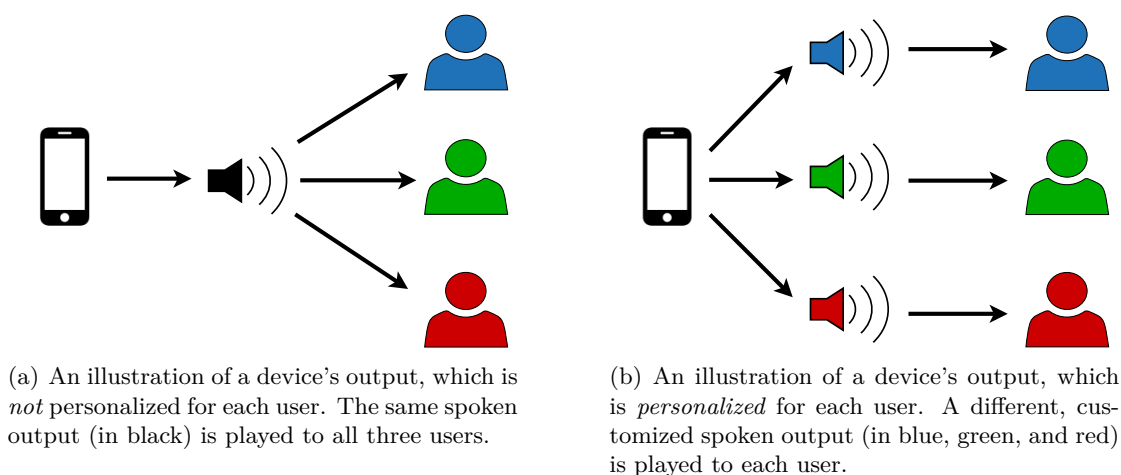 (a) An illustration of a device's output, which is
not personalized for each user. The same spoken
output (in black) is played to all three users.
(b) An illustration of a device's output, which
is personalized for each user. A different, cus-
tomized spoken output (in blue, green, and red)
is played to each user.